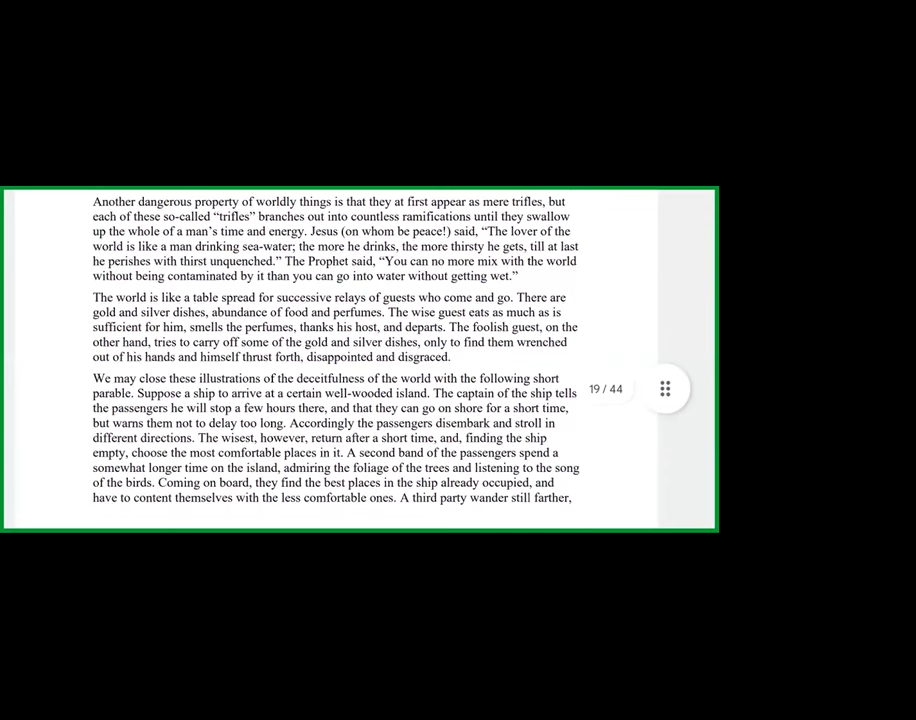 Another dangerous property of worldly things is that they at first appear as mere trifles, but
each of these so-called “trifles” branches out into countless ramifications until they swallow
up the whole of a man’s time and energy. Jesus (on whom be peace!) said, “The lover of the
world is like a man drinking sea-water; the more he drinks, the more thirsty he gets, till at last
he perishes with thirst unquenched.” The Prophet said, “You can no more mix with the world
without being contaminated by it than you can go into water without getting wet.”
The world is like a table spread for successive relays of guests who come and go. There are
gold and silver dishes, abundance of food and perfumes. The wise guest eats as much as is
sufficient for him, smells the perfumes, thanks his host, and departs. The foolish guest, on the
other hand, tries to carry off some of the gold and silver dishes, only to find them wrenched
out of his hands and himself thrust forth, disappointed and disgraced.
We may close these illustrations of the deceitfulness of the world with the following short
parable. Suppose a ship to arrive at a certain well-wooded island. The captain of the ship tells
the passengers he will stop a few hours there, and that they can go on shore for a short time,
but warns them not to delay too long. Accordingly the passengers disembark and stroll in
different directions. The wisest, however, return after a short time, and, finding the ship
empty, choose the most comfortable places in it. A second band of the passengers spend a
somewhat longer time on the island, admiring the foliage of the trees and listening to the song
of the birds. Coming on board, they find the best places in the ship already occupied, and
have to content themselves with the less comfortable ones. A third party wander still farther,
19 / 44